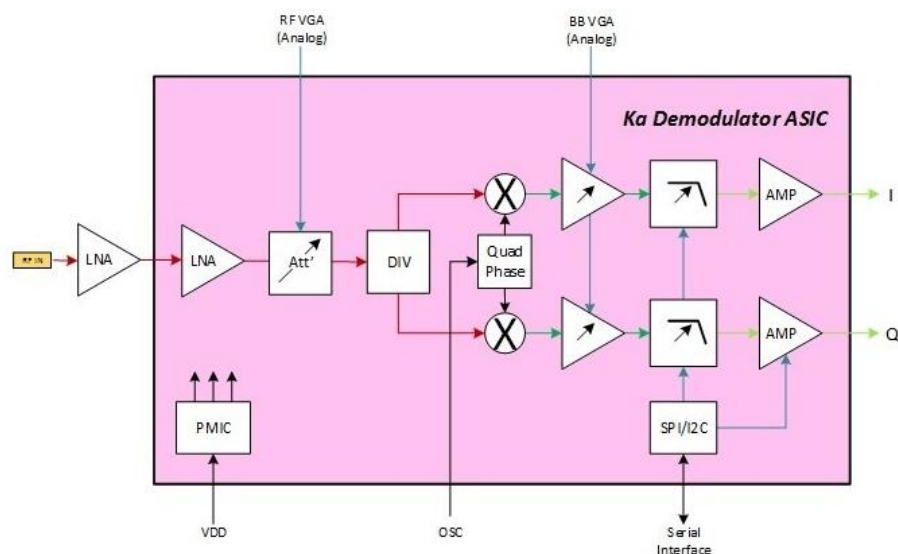 RF VGA
(Analog)
BB VGA
(Analog)
Ka Demodulator ASIC
AMP
I
RF IN
LNA
LNA
Att'
DIV
Quad
Phase
AMP
Q
PMIC
SPI/I2C
VDD
OSC
Serial
Interface